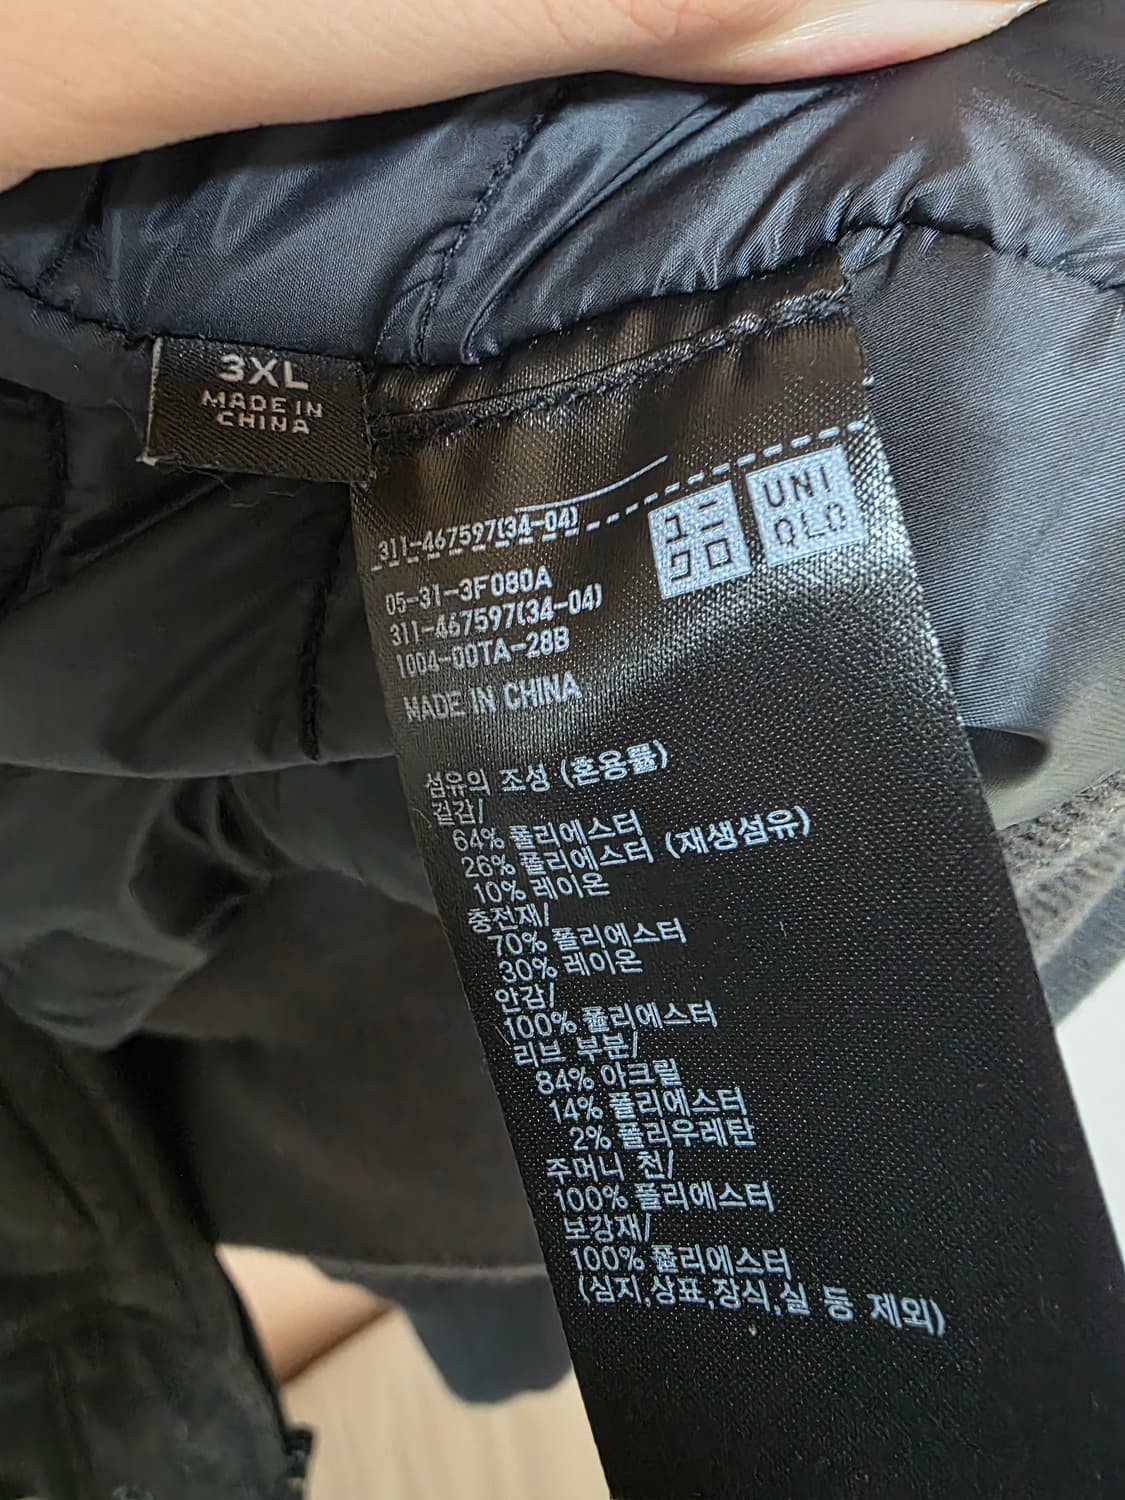 3XL
MADE IN
CHINA
311-467597(34-04)
ユニ
クロ
UNI
QLO
05-31-3F080A
311-467597(34-04)
1004-00TA-28B
MADE IN CHINA
섬유의 조성 (혼용률)
겉감/
64% 폴리에스터
26% 폴리에스터 (재생섬유)
10% 레이온
충전재/
70% 폴리에스터
30% 레이온
안감/
100% 폴리에스터
리브 부분/
84% 아크릴
14% 폴리에스터
2% 폴리우레탄
주머니 천/
100% 폴리에스터
보강재/
100% 폴리에스터
(심지,상표,장식,실 등 제외)